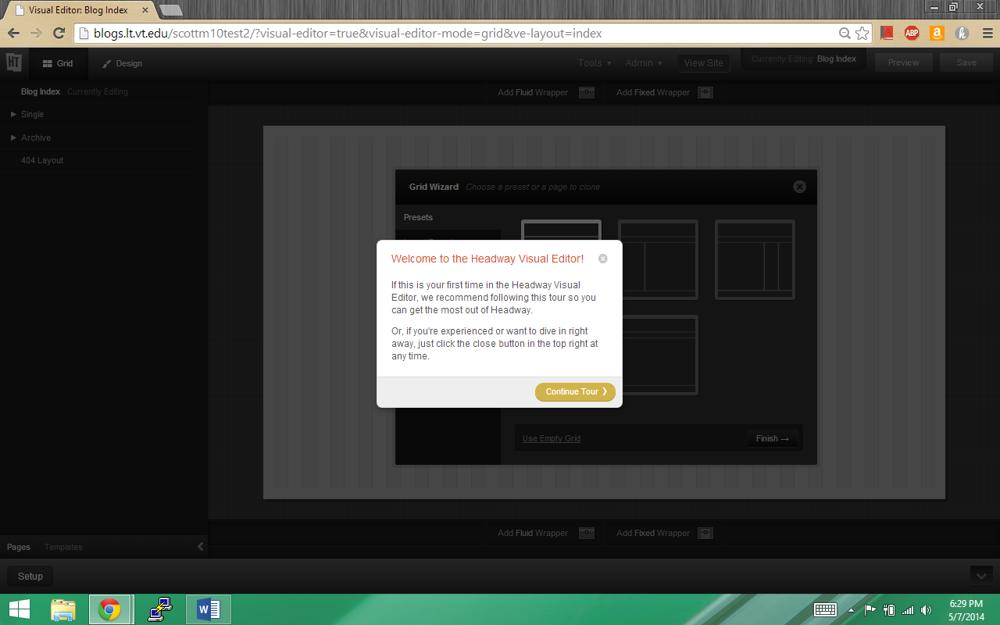 Visual Editor: Blog Index
blogs.lt.vt.edu/scottm10test2/?visual-editor=true&visual-editor-mode=grid&ve-layout=index
ABP
HT
Grid
Design
Tools
Admin
View Site
Currently Editing: Blog Index
Preview
Save
Blog Index Currently Editing
Add Fluid Wrapper
Add Fixed Wrapper
Single
Archive
404 Layout
Grid Wizard Choose a preset or a page to clone
Presets
Welcome to the Headway Visual Editor!
If this is your first time in the Headway Visual
Editor, we recommend following this tour so you
can get the most out of Headway.
Or, if you're experienced or want to dive in right
away, just click the close button in the top right at
any time.
Continue Tour
Use Empty Grid
Finish →
Add Fluid Wrapper
Add Fixed Wrapper
Pages
Templates
Setup
6:29 PM
5/7/2014